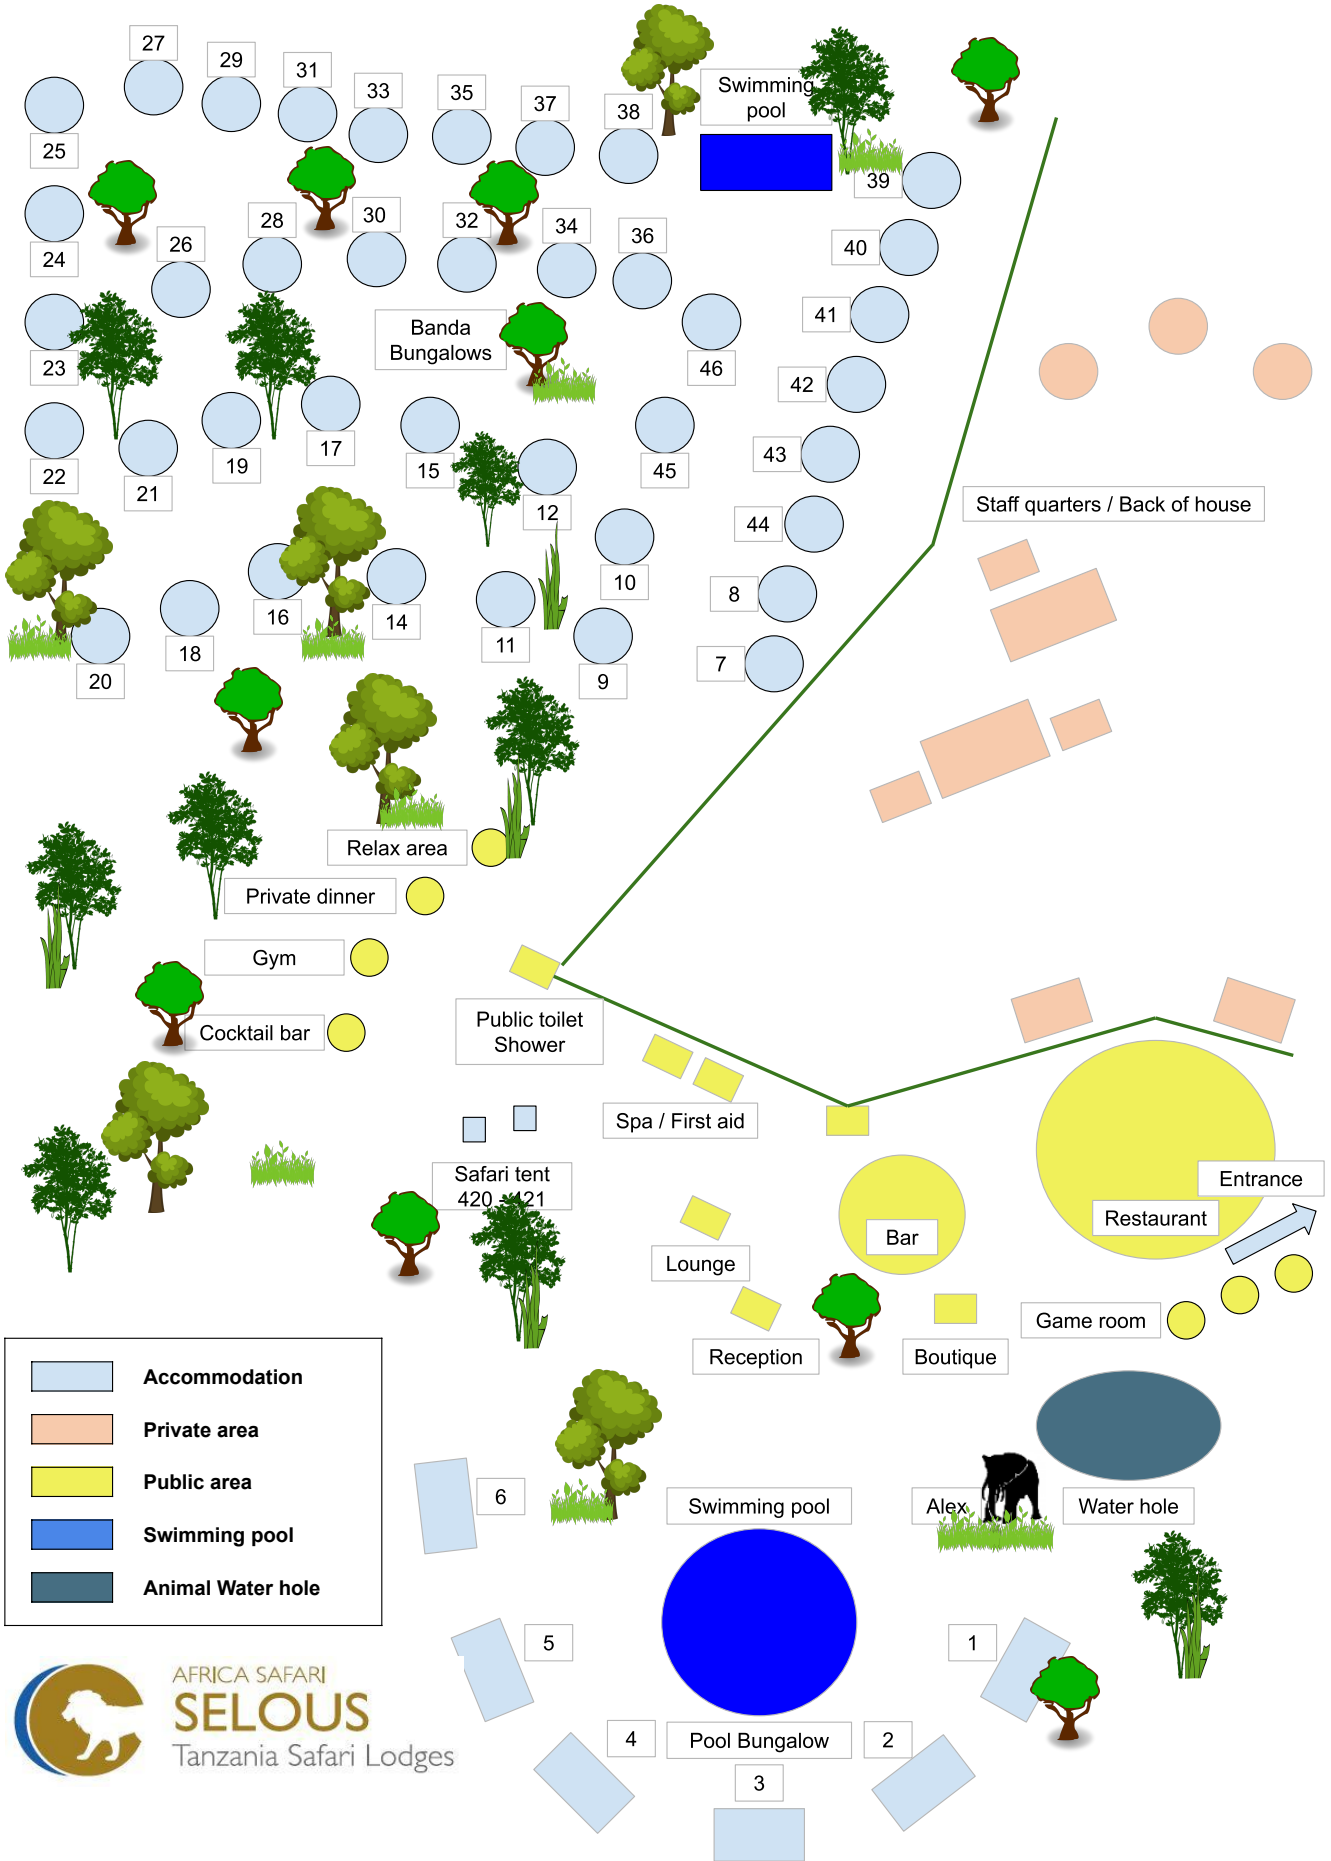 27
29
31
33
35
37
38
Swimming
pool
25
39
24
26
28
30
32
34
36
40
41
23
Banda
Bungalows
46
42
22
21
19
17
15
12
45
43
44
Staff quarters / Back of house
20
18
16
14
11
10
9
8
7
Relax area
Private dinner
Gym
Cocktail bar
Public toilet
Shower
Spa / First aid
Safari tent
420 - 421
Entrance
Restaurant
Bar
Lounge
Game room
Reception
Boutique
Accommodation
Private area
Public area
Swimming pool
Animal Water hole
6
Swimming pool
Alex
Water hole
5
1
4
Pool Bungalow
2
3
AFRICA SAFARI
SELOUS
Tanzania Safari Lodges